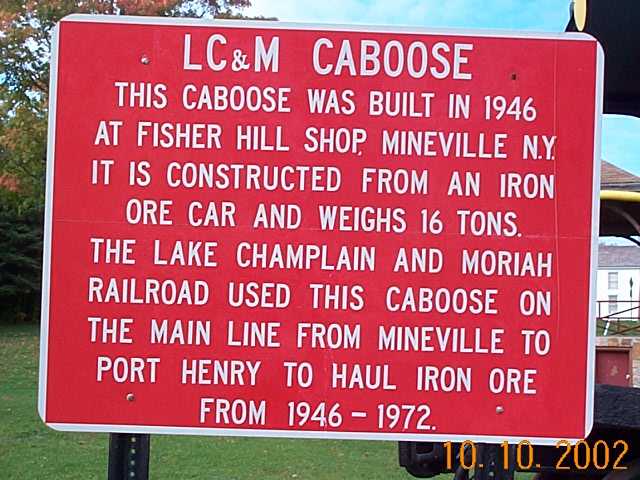 LC&M CABOOSE
THIS CABOOSE WAS BUILT IN 1946
AT FISHER HILL SHOP, MINEVILLE N.Y.
IT IS CONSTRUCTED FROM AN IRON
ORE CAR AND WEIGHS 16 TONS.
THE LAKE CHAMPLAIN AND MORIAH
RAILROAD USED THIS CABOOSE ON
THE MAIN LINE FROM MINEVILLE TO
PORT HENRY TO HAUL IRON ORE
FROM 1946 - 1972.
10. 10. 2002